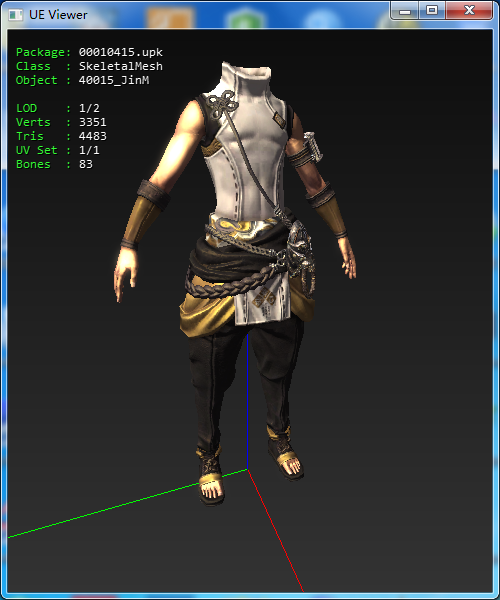 UE Viewer
Package: 00010415.upk
Class : SkeletalMesh
Object : 40015_JinM
LOD : 1/2
Verts : 3351
Tris : 4483
UV Set : 1/1
Bones : 83